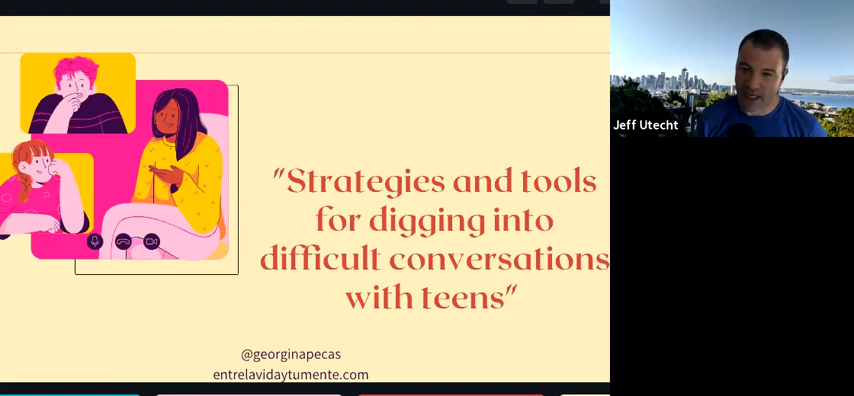 "Strategies and tools
for digging into
difficult conversations
with teens"
@georginapecas
entrelavidaytumente.com
Jeff Utecht